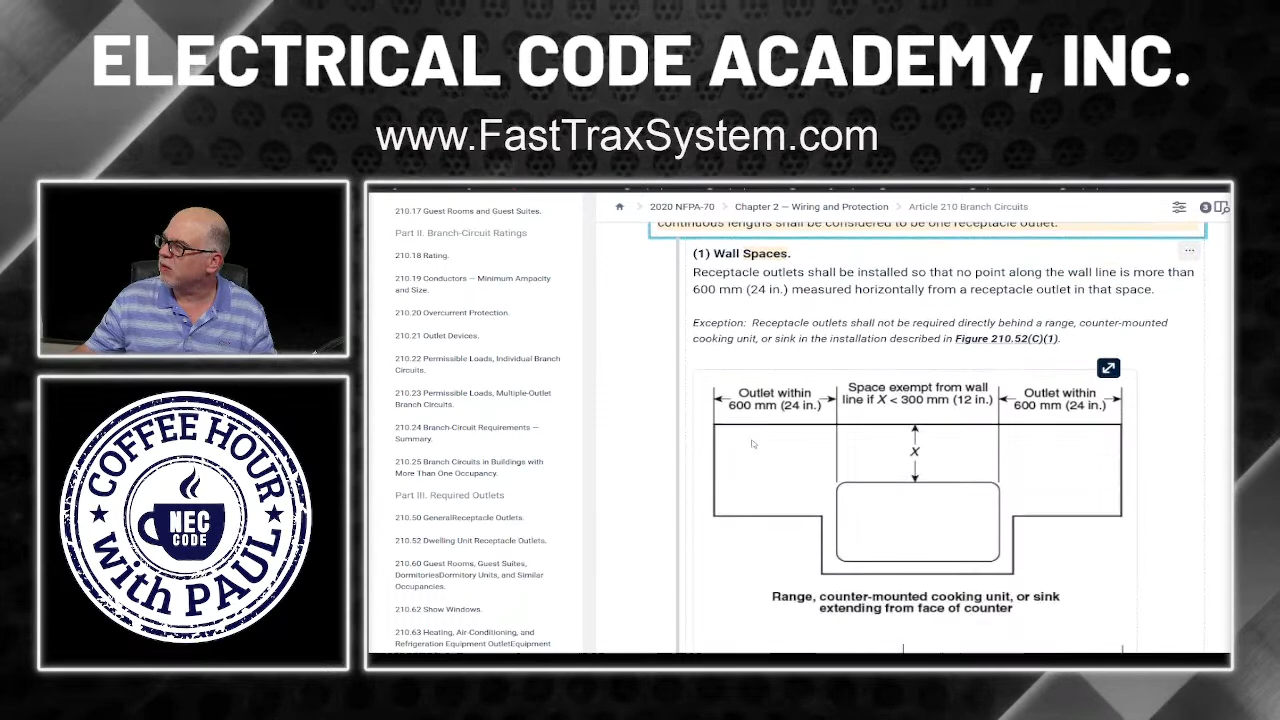 ELECTRICAL CODE ACADEMY, INC.
www.FastTraxSystem.com
COFFEE HOUR
NEC
CODE
with PAUL
210.17 Guest Rooms and Guest Suites.
Part II. Branch-Circuit Ratings
210.18 Rating.
210.19 Conductors — Minimum Ampacity
and Size.
210.20 Overcurrent Protection.
210.21 Outlet Devices.
210.22 Permissible Loads, Individual Branch
Circuits.
210.23 Permissible Loads, Multiple-Outlet
Branch Circuits.
210.24 Branch-Circuit Requirements —
Summary.
210.25 Branch Circuits in Buildings with
More Than One Occupancy.
Part III. Required Outlets
210.50 GeneralReceptacle Outlets.
210.52 Dwelling Unit Receptacle Outlets.
210.60 Guest Rooms, Guest Suites,
DormitoriesDormitory Units, and Similar
Occupancies.
210.62 Show Windows.
210.63 Heating, Air-Conditioning, and
Refrigeration Equipment OutletEquipment
2020 NFPA-70 > Chapter 2 — Wiring and Protection > Article 210 Branch Circuits
3
continuous lengths shall be considered to be one receptacle outlet.
(1) Wall Spaces.
Receptacle outlets shall be installed so that no point along the wall line is more than
600 mm (24 in.) measured horizontally from a receptacle outlet in that space.
Exception: Receptacle outlets shall not be required directly behind a range, counter-mounted
cooking unit, or sink in the installation described in Figure 210.52(C)(1).
Outlet within
600 mm (24 in.)
Space exempt from wall
line if X < 300 mm (12 in.)
Outlet within
600 mm (24 in.)
X
Range, counter-mounted cooking unit, or sink
extending from face of counter